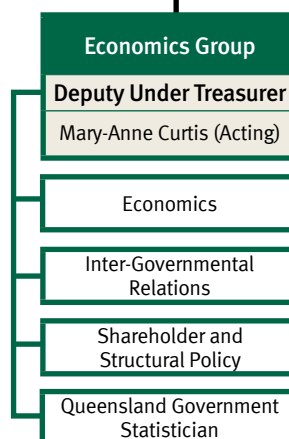 Economics Group
Deputy Under Treasurer
Mary-Anne Curtis (Acting)
Economics
Inter-Governmental
Relations
Shareholder and
Structural Policy
Queensland Government
Statistician